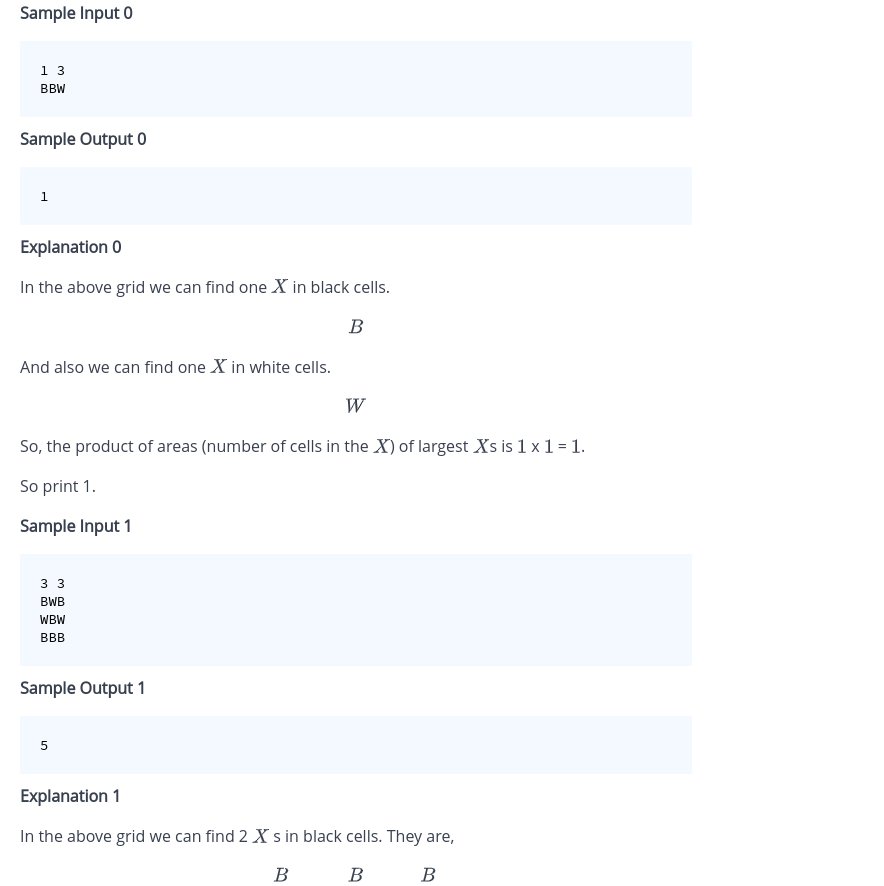 Sample Input 0
1 3
BBW
Sample Output 0
1
Explanation 0
In the above grid we can find one X in black cells.
B
And also we can find one X in white cells.
W
So, the product of areas (number of cells in the X) of largest Xs is 1 x 1 = 1.
So print 1.
Sample Input 1
3 3
BWB
WBW
BBB
Sample Output 1
5
Explanation 1
In the above grid we can find 2 X s in black cells. They are,
B B B